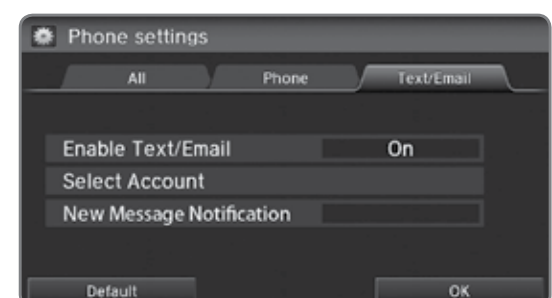 Phone settings
All Phone Text/Email
Enable Text/Email On
Select Account
New Message Notification
Default OK